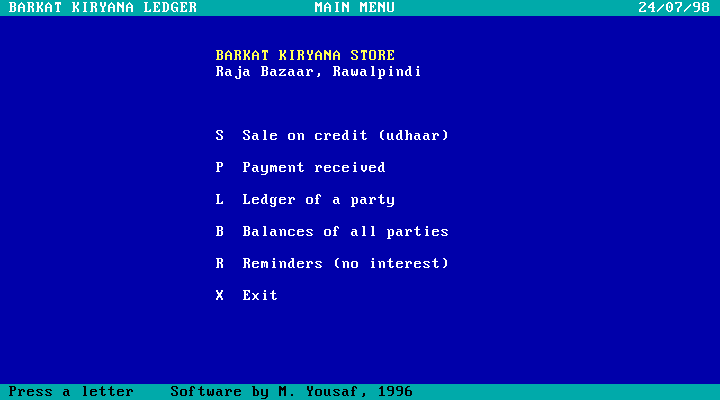 BARKAT KIRYANA LEDGER MAIN MENU 24/07/98
BARKAT KIRYANA STORE
Raja Bazaar, Rawalpindi
S Sale on credit (udhaar)
P Payment received
L Ledger of a party
B Balances of all parties
R Reminders (no interest)
X Exit
Press a letter Software by M. Yousaf, 1996